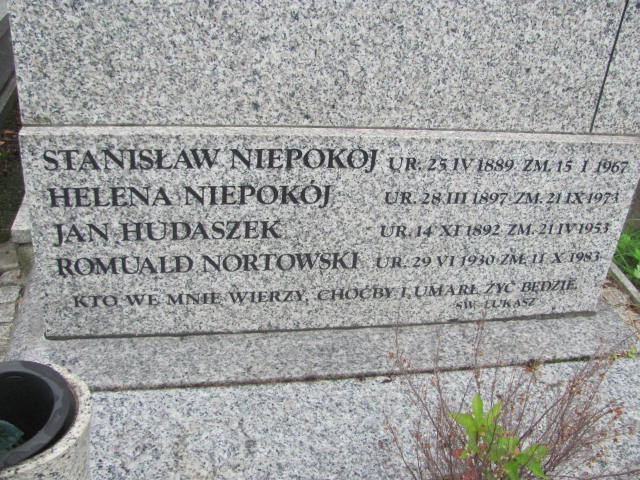 STANISŁAW NIEPOKÓJ UR. 25 IV 1889 ZM. 15 I 1967
HELENA NIEPOKÓJ UR. 28 III 1897 ZM. 21 IX 1973
JAN HUDASZEK UR. 14 XI 1892 ZM. 21 IV 1953
ROMUALD NORTOWSKI UR. 29 VI 1930 ZM. 11 X 1983
KTO WE MNIE WIERZY, CHOĆBY I UMARŁ ŻYĆ BĘDZIE
ŚW. ŁUKASZ